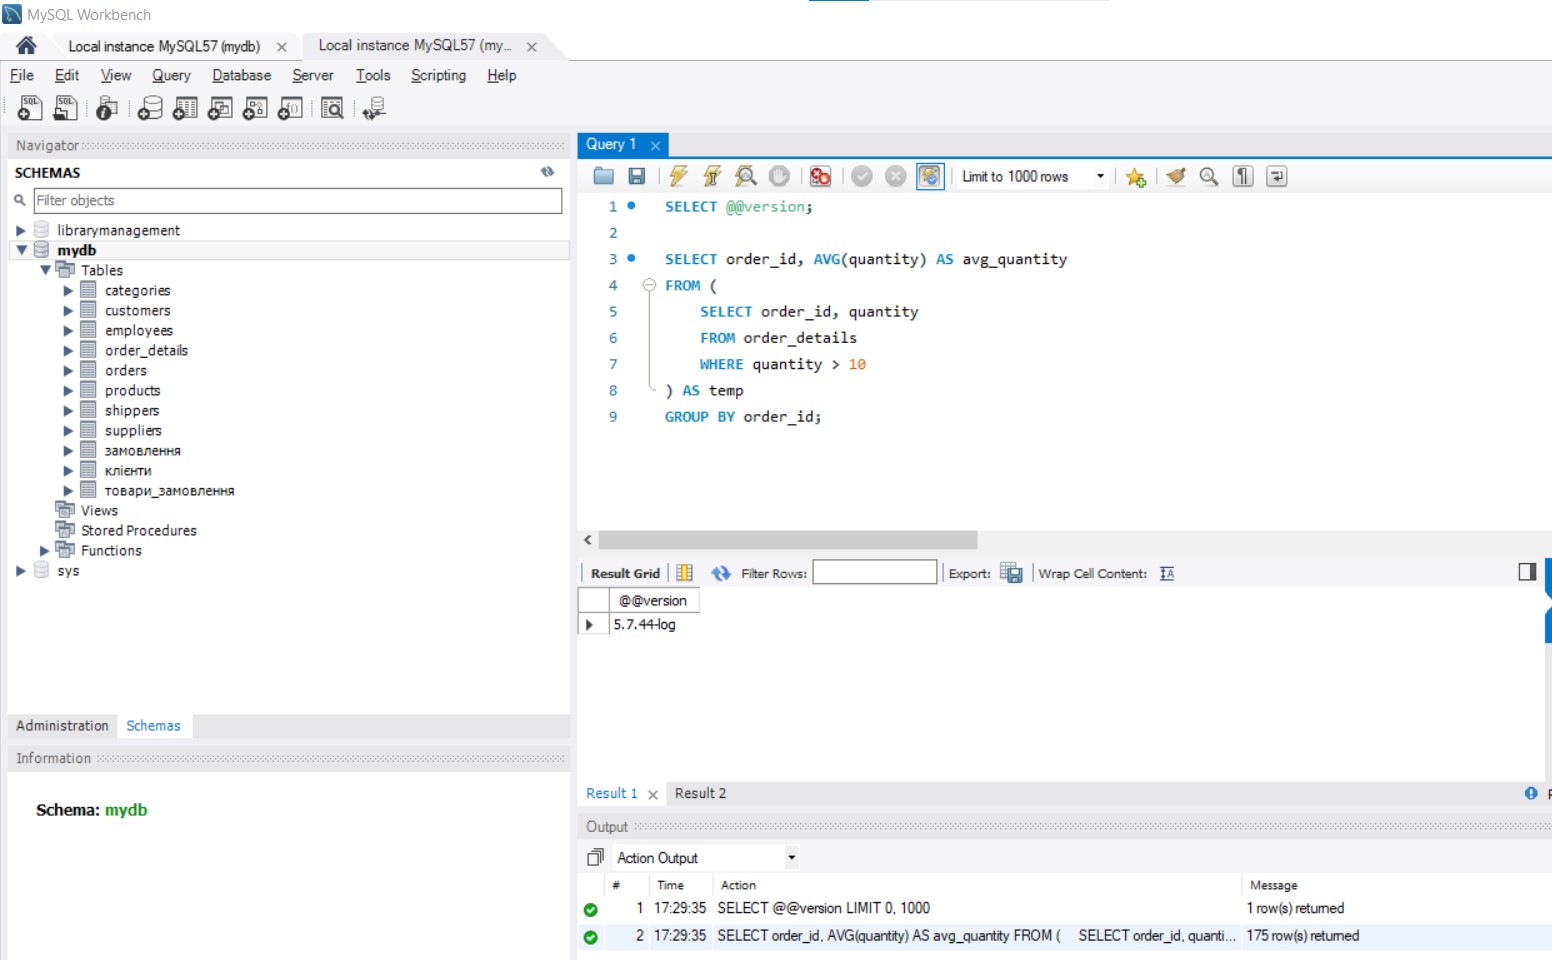 MySQL Workbench
Local instance MySQL57 (mydb)
Local instance MySQL57 (my...
File Edit View Query Database Server Tools Scripting Help
Navigator
SCHEMAS
Filter objects
librarymanagement
mydb
Tables
categories
customers
employees
order_details
orders
products
shippers
suppliers
замовлення
клієнти
товари_замовлення
Views
Stored Procedures
Functions
sys
Administration Schemas
Information
Schema: mydb
Query 1
Limit to 1000 rows
1 SELECT @@version;
2
3 SELECT order_id, AVG(quantity) AS avg_quantity
4 FROM (
5 SELECT order_id, quantity
6 FROM order_details
7 WHERE quantity > 10
8 ) AS temp
9 GROUP BY order_id;
Result Grid Filter Rows: Export: Wrap Cell Content:
@@version
5.7.44-log
Result 1 Result 2
Output
Action Output
# Time Action Message
1 17:29:35 SELECT @@version LIMIT 0, 1000 1 row(s) returned
2 17:29:35 SELECT order_id, AVG(quantity) AS avg_quantity FROM ( SELECT order_id, quanti... 175 row(s) returned